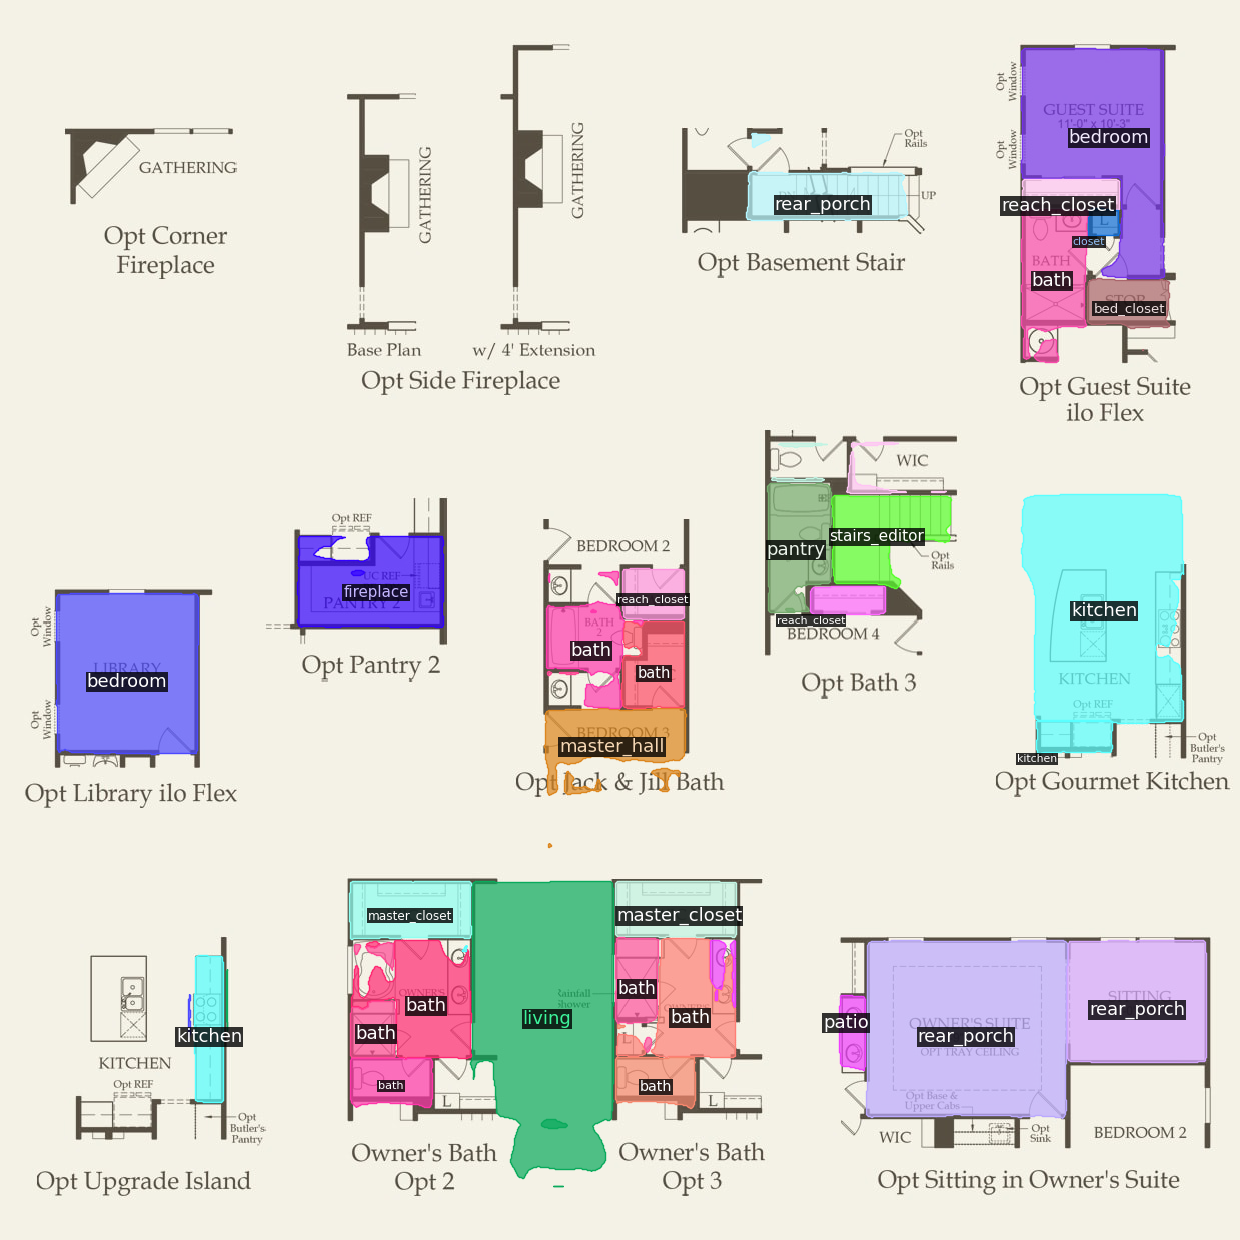 GATHERING
Opt Corner
Fireplace
GATHERING
GATHERING
Base Plan
w/ 4' Extension
Opt Side Fireplace
Opt
Rails
UP
rear_porch
Opt Basement Stair
Opt
Window
Opt
Window
GUEST SUITE
11'-0" x 10'-3"
bedroom
reach_closet
L
closet
BATH
bath
STOR
bed_closet
Opt Guest Suite
ilo Flex
Opt
Window
Opt
Window
LIBRARY
bedroom
Opt Library ilo Flex
Opt REF
UC REF
fireplace
PANTRY 2
Opt Pantry 2
BEDROOM 2
reach_closet
BATH
2
bath
bath
BEDROOM 3
master_hall
Opt Jack & Jill Bath
WIC
pantry
stairs_editor
Opt
Rails
reach_closet
BEDROOM 4
Opt Bath 3
kitchen
KITCHEN
Opt REF
kitchen
Opt
Butler's
Pantry
Opt Gourmet Kitchen
kitchen
KITCHEN
Opt REF
Opt
Butler's
Pantry
Opt Upgrade Island
master_closet
OWNER'S
bath
bath
bath
L
Owner's Bath
Opt 2
living
master_closet
Rainfall
Shower
bath
OWNER'S
bath
L
bath
L
Owner's Bath
Opt 3
patio
OWNER'S SUITE
rear_porch
OPT TRAY CEILING
SITTING
rear_porch
Opt Base &
Upper Cabs
WIC
Opt
Sink
BEDROOM 2
Opt Sitting in Owner's Suite